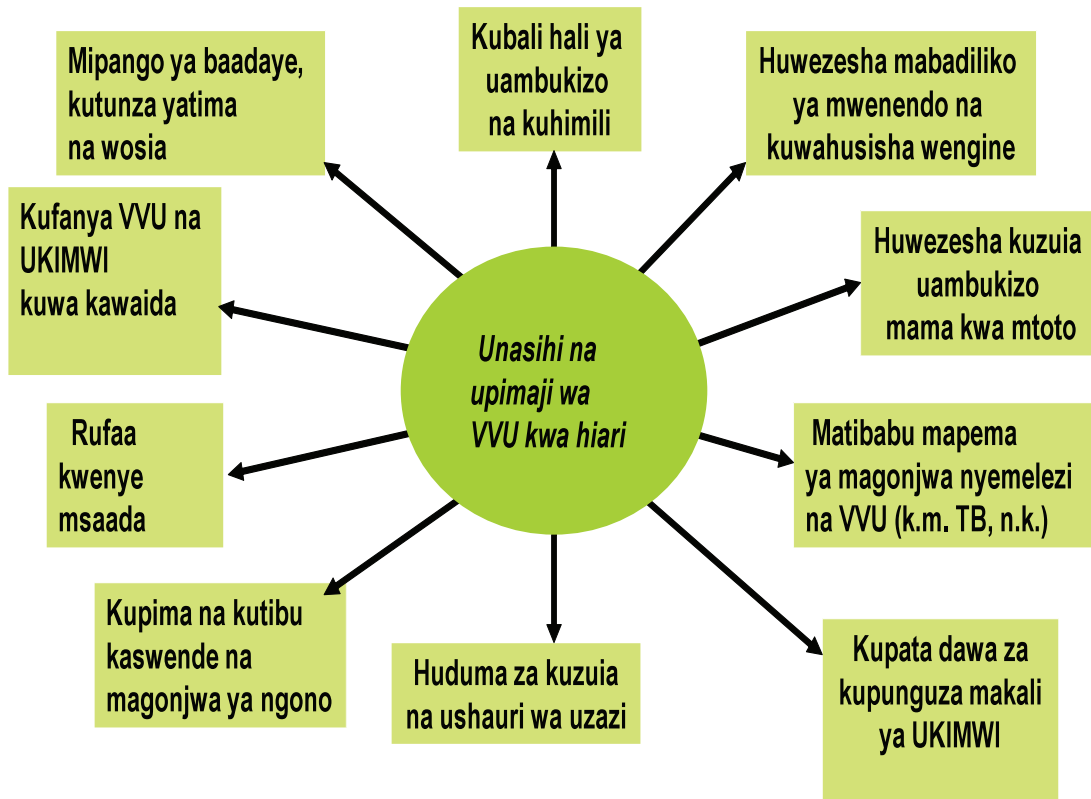 Kubali hali ya
uambukizo
na kuhimili
Mipango ya baadaye,
kutunza yatima
na wosia
Huwezesha mabadiliko
ya mwenendo na
kuwahusisha wengine
Kufanya VVU na
UKIMWI
kuwa kawaida
Huwezesha kuzuia
uambukizo
mama kwa mtoto
Unasihi na
upimaji wa
VVU kwa hiari
Rufaa
kwenye
msaada
Matibabu mapema
ya magonjwa nyemelezi
na VVU (k.m. TB, n.k.)
Kupima na kutibu
kaswende na
magonjwa ya ngono
Huduma za kuzuia
na ushauri wa uzazi
Kupata dawa za
kupunguza makali
ya UKIMWI